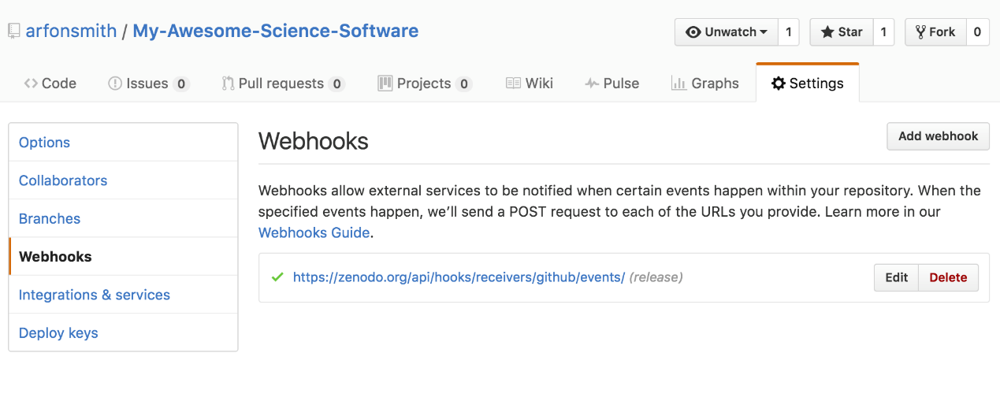 arfonsmith / My-Awesome-Science-Software
Unwatch 1 Star 1 Fork 0
Code Issues 0 Pull requests 0 Projects 0 Wiki Pulse Graphs Settings
Options
Collaborators
Branches
Webhooks
Integrations & services
Deploy keys
Webhooks
Add webhook
Webhooks allow external services to be notified when certain events happen within your repository. When the
specified events happen, we’ll send a POST request to each of the URLs you provide. Learn more in our
Webhooks Guide.
https://zenodo.org/api/hooks/receivers/github/events/ (release)
Edit Delete